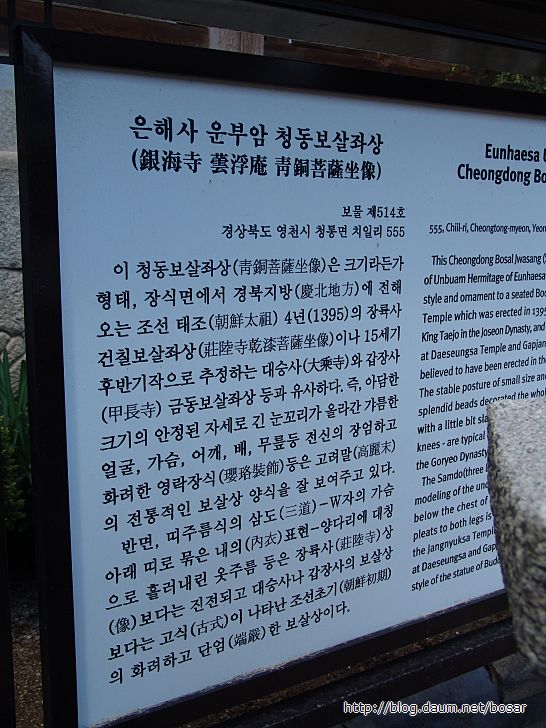 은해사 운부암 청동보살좌상
(銀海寺 雲浮庵 靑銅菩薩坐像)
보물 제514호
경상북도 영천시 청통면 치일리 555
이 청동보살좌상(靑銅菩薩坐像)은 크기라든가
형태, 장식면에서 경북지방(慶北地方)에 전해
오는 조선 태조(朝鮮太祖) 4년(1395)의 장륙사
건칠보살좌상(莊陸寺乾漆菩薩坐像)이나 15세기
후반기작으로 추정하는 대승사(大乘寺)와 갑장사
(甲長寺) 금동보살좌상 등과 유사하다. 즉, 아담한
크기의 안정된 자세로 긴 눈꼬리가 올라간 갸름한
얼굴, 가슴, 어깨, 배, 무릎등 전신의 장엄하고
화려한 영락장식(瓔珞裝飾)등은 고려말(高麗末)
의 전통적인 보살상 양식을 잘 보여주고 있다.
반면, 띠주름식의 삼도(三道)-W자의 가슴
아래 띠로 묶은 내의(內衣)표현-양다리에 대칭
으로 흘러내린 옷주름 등은 장륙사(莊陸寺)상
(像)보다는 진전되고 대승사나 갑장사의 보살상
보다는 고식(古式)이 나타난 조선초기(朝鮮初期)
의 화려하고 단엄(端嚴)한 보살상이다.
Eunhaesa U
Cheongdong Bo
555, Chiil-ri, Cheongtong-myeon, Yeon
This Cheongdong Bosal Jwasang (
of Unbuam Hermitage of Eunhaesa
style and ornament to a seated Bod
Temple which was erected in 1395
King Taejo in the Joseon Dynasty, and
at Daeseungsa Temple and Gapjan
believed to have been erected in the
The stable posture of small size and
splendid beads decorated the whol
with a little bit sla
knees - are typical o
the Goryeo Dynasty
The Samdo(three l
modeling of the und
below the chest of
pleats to both legs is
the Jangnyuksa Temp
at Daeseungsa and Gap
style of the statue of Budd
http://blog.daum.net/bosar